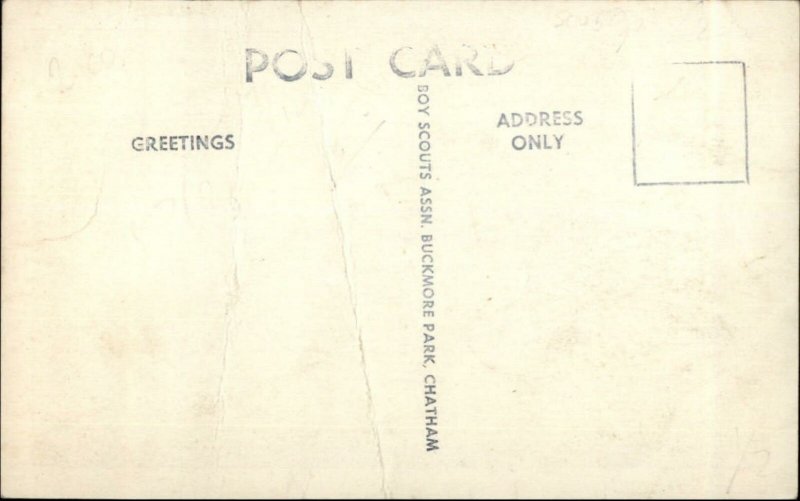 POST CARD
GREETINGS
BOY SCOUTS ASSN. BUCKMORE PARK, CHATHAM
ADDRESS
ONLY